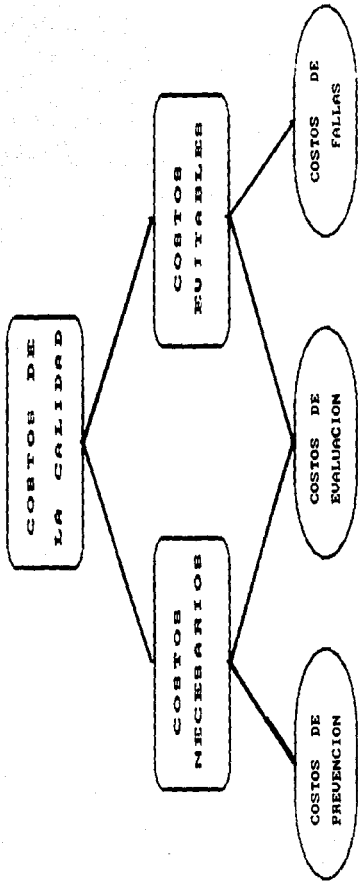 COSTOS DE
LA CALIDAD
COSTOS
NECESARIOS
COSTOS
EVITABLES
COSTOS DE
PREVENCION
COSTOS DE
EVALUACION
COSTOS DE
FALLAS